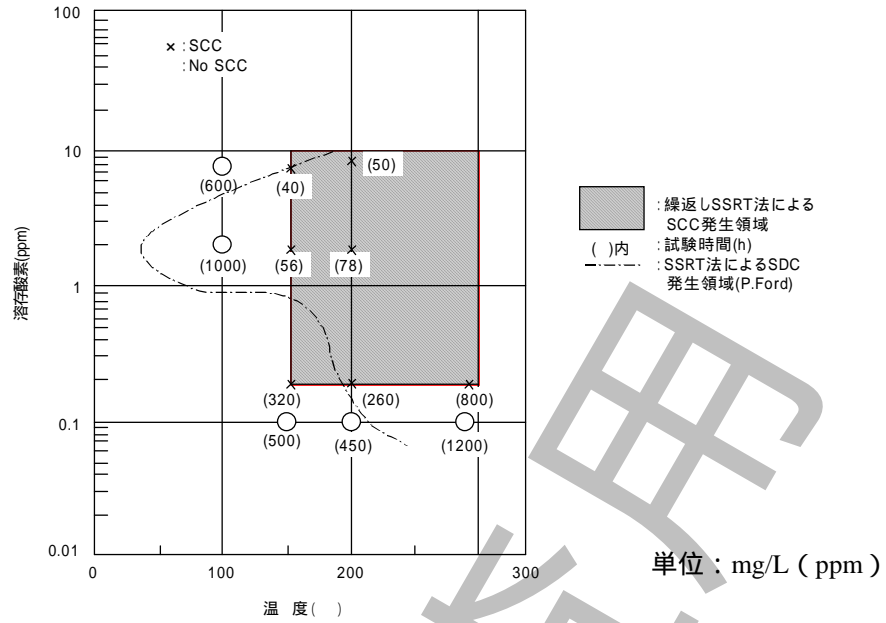 100
× : SCC
: No SCC
10
(50)
(600)
(40)
(1000)
(56)
(78)
1
溶存酸素(ppm)
(320)
(260)
(800)
0.1
(500)
(450)
(1200)
0.01
0
100
200
300
温 度( )
: 繰返しSSRT法による
SCC発生領域
( )内 : 試験時間(h)
: SSRT法によるSDC
発生領域(P.Ford)
単位：mg/L（ppm）